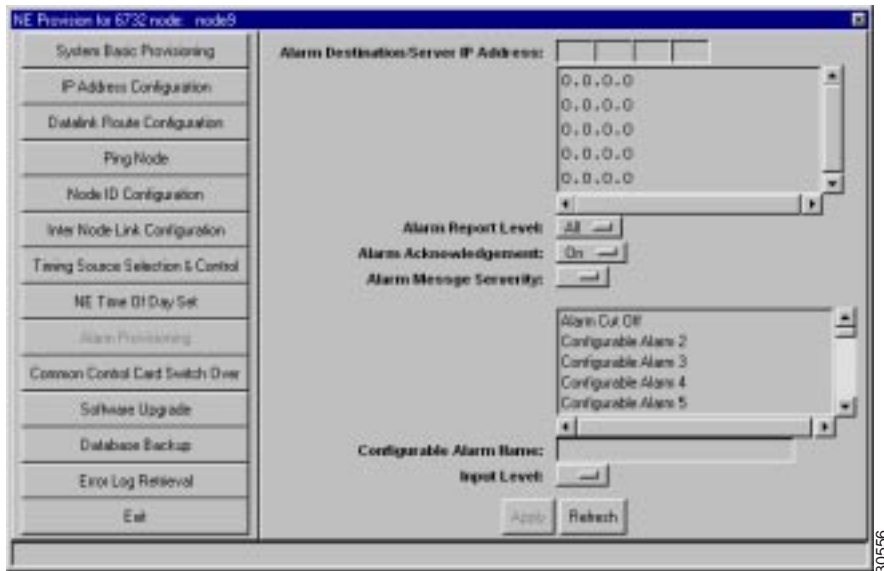 NE Provision for 6732 node: node9
System Basic Provisioning
IP Address Configuration
Datalink Route Configuration
Ping Node
Node ID Configuration
Inter Node Link Configuration
Timing Source Selection & Control
NE Time Of Day Set
Alarm Provisioning
Common Control Card Switch Over
Software Upgrade
Database Backup
Error Log Retrieval
Exit
Alarm Destination/Server IP Address:
0.0.0.0
0.0.0.0
0.0.0.0
0.0.0.0
0.0.0.0
Alarm Report Level: All
Alarm Acknowledgement: On
Alarm Messge Serverity:
Alarm Cut Off
Configurable Alarm 2
Configurable Alarm 3
Configurable Alarm 4
Configurable Alarm 5
Configurable Alarm Name:
Input Level:
Apply Refresh
30556